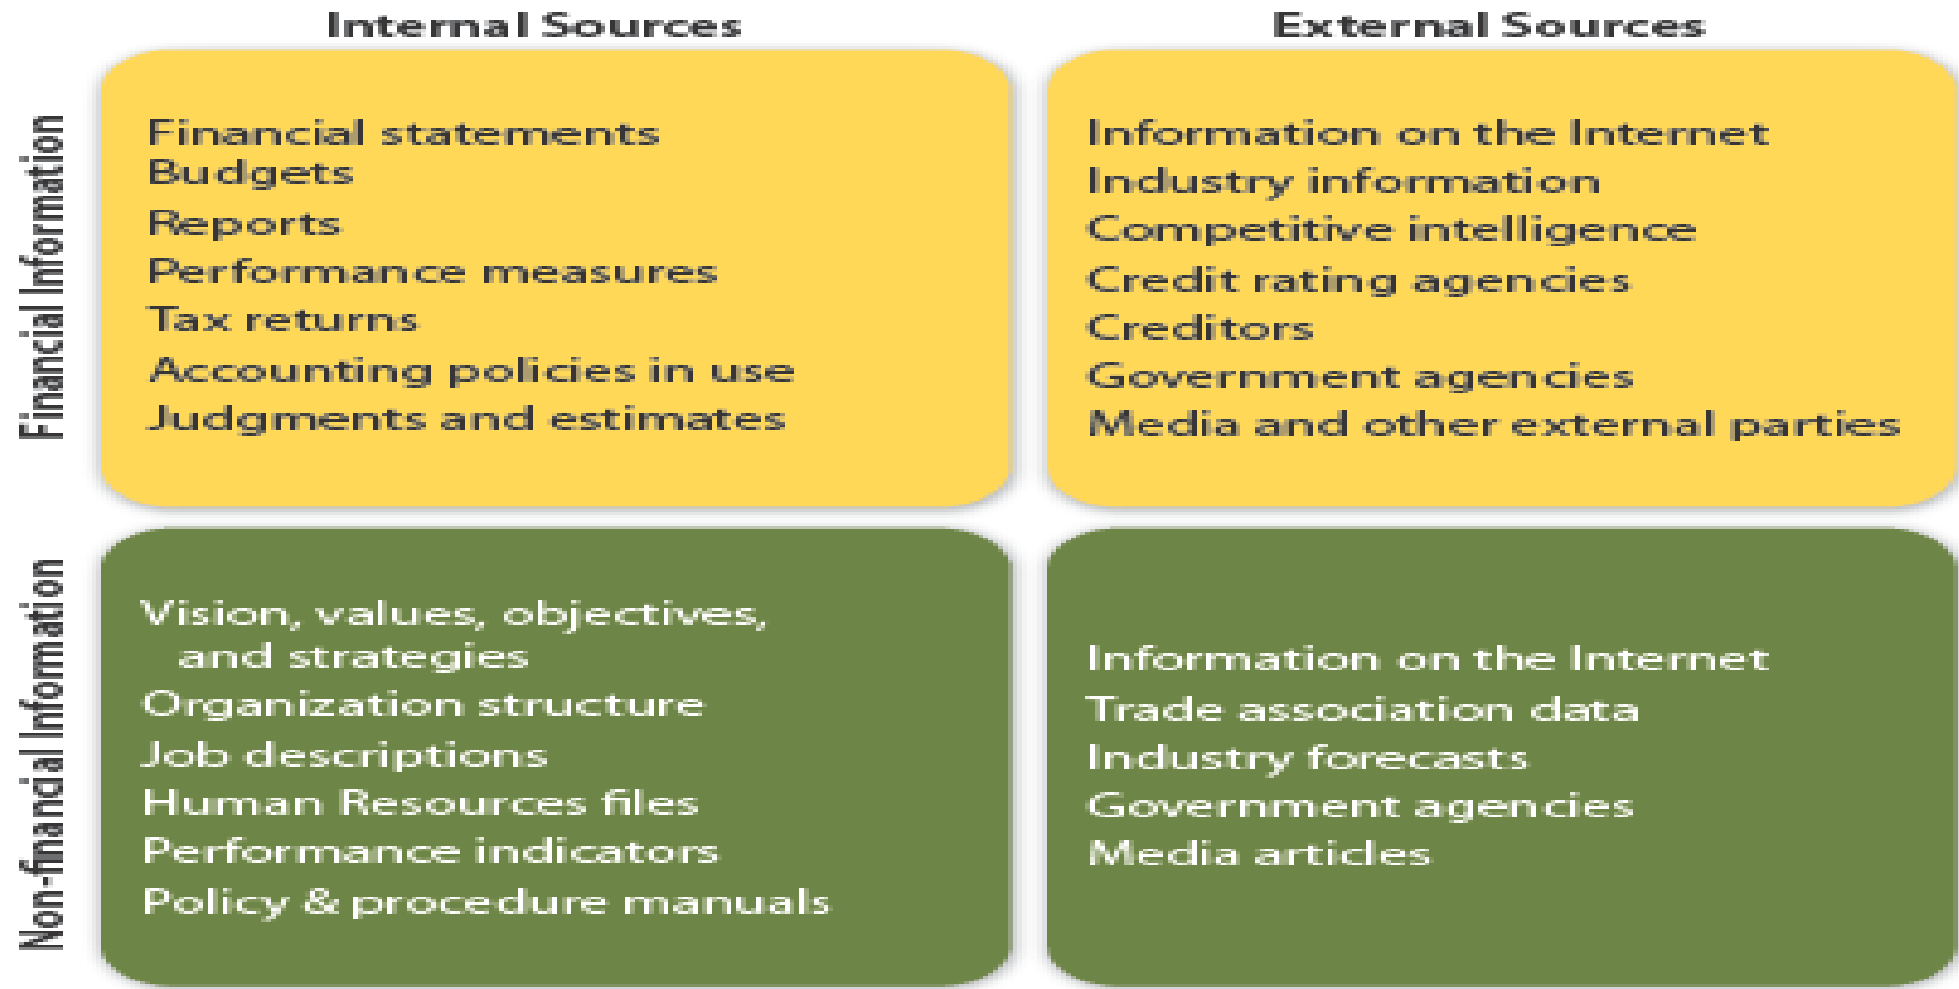 Internal Sources
External Sources
Financial Information
Financial statements
Budgets
Reports
Performance measures
Tax returns
Accounting policies in use
Judgments and estimates
Information on the Internet
Industry information
Competitive intelligence
Credit rating agencies
Creditors
Government agencies
Media and other external parties
Non-financial Information
Vision, values, objectives,
and strategies
Organization structure
Job descriptions
Human Resources files
Performance indicators
Policy & procedure manuals
Information on the Internet
Trade association data
Industry forecasts
Government agencies
Media articles